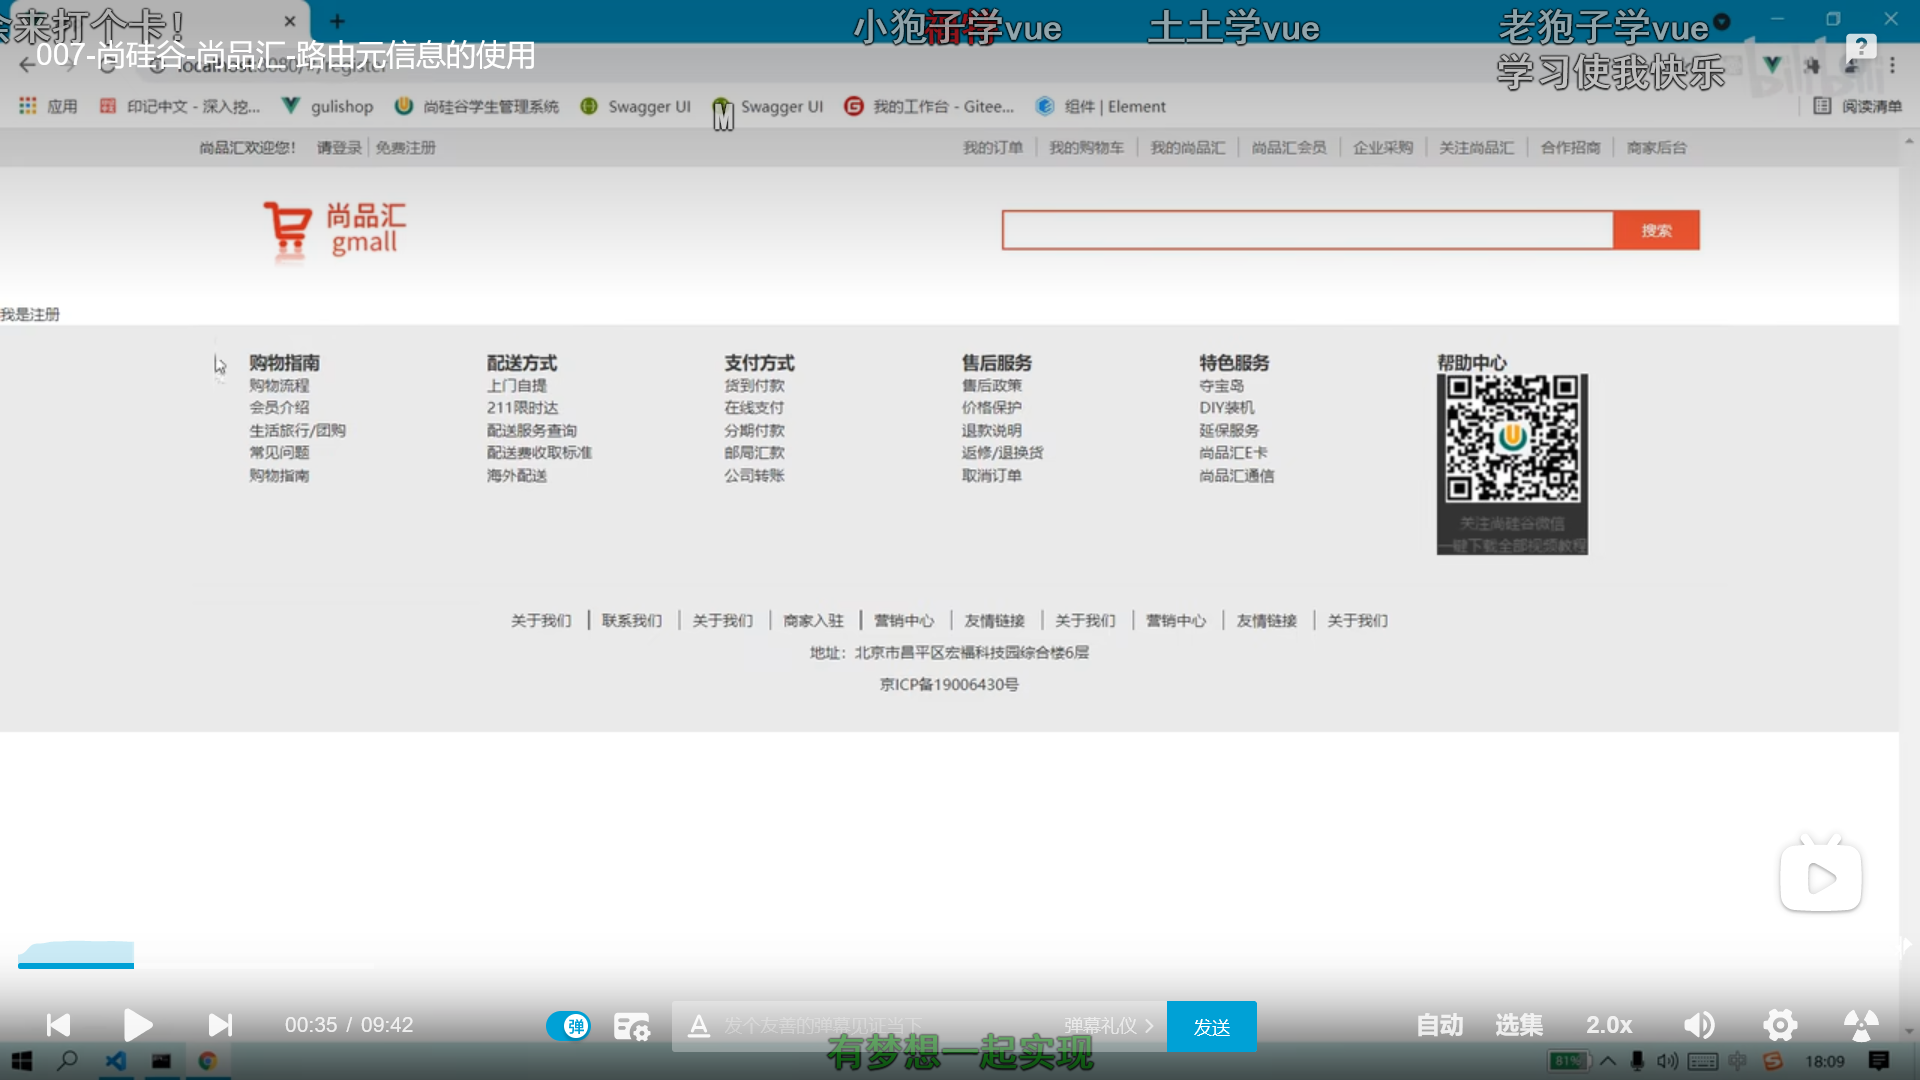 会来打个卡！
小狍子学vue
土土学vue
老狍子学vue
007-尚硅谷-尚品汇-路由元信息的使用
学习使我快乐
应用
印记中文 - 深入挖...
gulishop
尚硅谷学生管理系统
Swagger UI
Swagger UI
我的工作台 - Gitee...
组件 | Element
阅读清单
尚品汇欢迎您！ 请登录 | 免费注册
我的订单 | 我的购物车 | 我的尚品汇 | 尚品汇会员 | 企业采购 | 关注尚品汇 | 合作招商 | 商家后台
尚品汇
gmall
搜索
我是注册
购物指南
购物流程
会员介绍
生活旅行/团购
常见问题
购物指南
配送方式
上门自提
211限时达
配送服务查询
配送费收取标准
海外配送
支付方式
货到付款
在线支付
分期付款
邮局汇款
公司转账
售后服务
售后政策
价格保护
退款说明
返修/退换货
取消订单
特色服务
夺宝岛
DIY装机
延保服务
尚品汇E卡
尚品汇通信
帮助中心
关注尚硅谷微信
一键下载全部视频教程
关于我们 | 联系我们 | 关于我们 | 商家入驻 | 营销中心 | 友情链接 | 关于我们 | 营销中心 | 友情链接 | 关于我们
地址：北京市昌平区宏福科技园综合楼6层
京ICP备19006430号
00:35 / 09:42
弹
发个友善的弹幕见证当下
弹幕礼仪
发送
自动
选集
2.0x
有梦想一起实现
81%
中
18:09